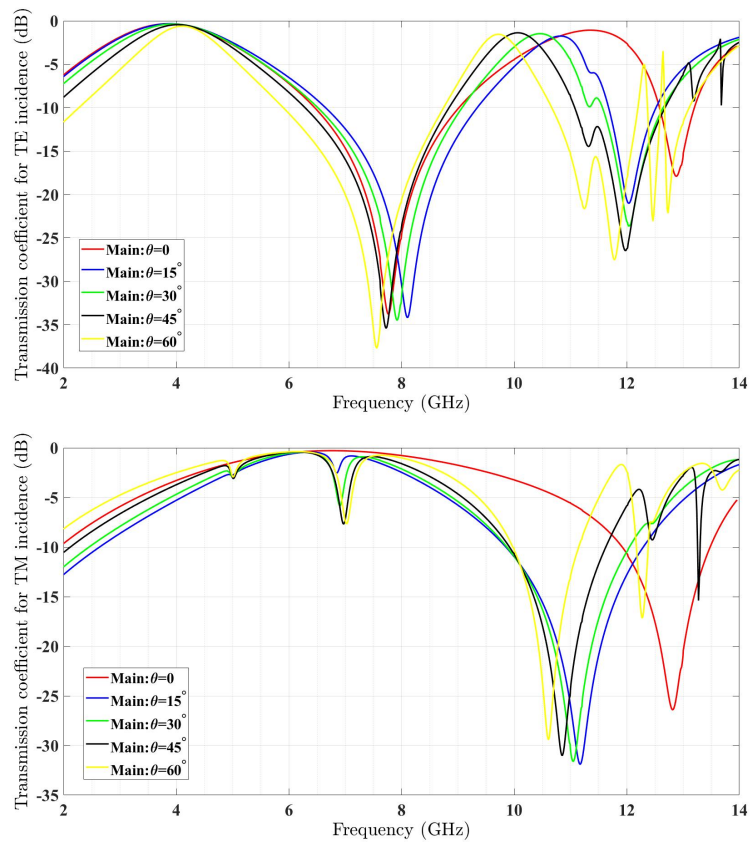 Transmission coefficient for TE incidence (dB)
0
-5
-10
-15
-20
-25
-30
-35
-40
Main:θ=0
Main:θ=15°
Main:θ=30°
Main:θ=45°
Main:θ=60°
2 4 6 8 10 12 14
Frequency (GHz)
Transmission coefficient for TM incidence (dB)
0
-5
-10
-15
-20
-25
-30
-35
Main:θ=0
Main:θ=15°
Main:θ=30°
Main:θ=45°
Main:θ=60°
2 4 6 8 10 12 14
Frequency (GHz)